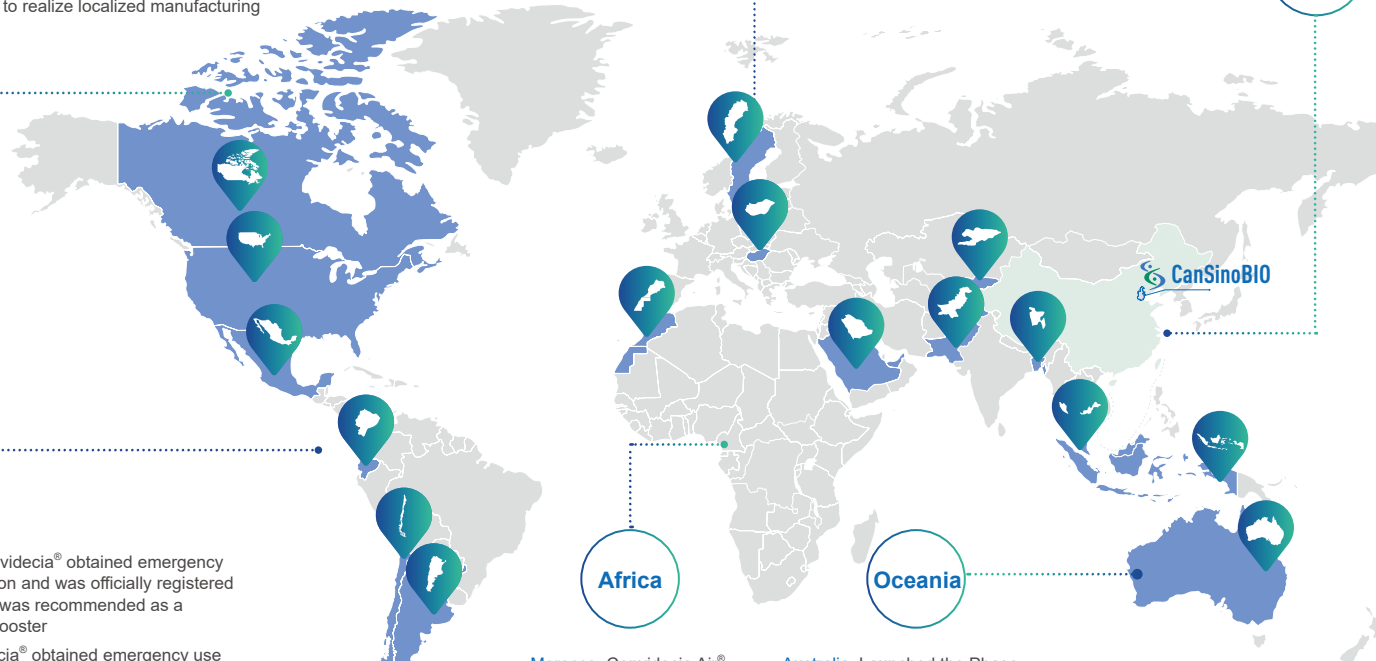 to realize localized manufacturing
CanSinoBIO
Africa
Oceania
videcia® obtained emergency
on and was officially registered
was recommended as a
ooster
cia® obtained emergency use